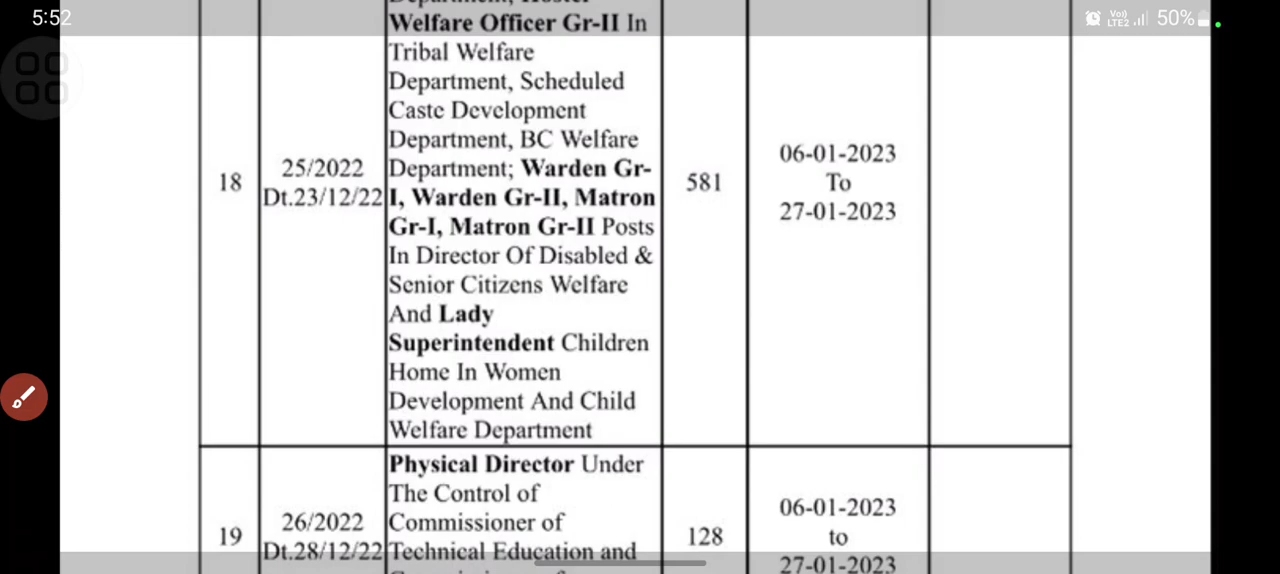 5:52
Vo)
LTE2
50%
Welfare Officer Gr-II In
Tribal Welfare
Department, Scheduled
Caste Development
Department, BC Welfare
Department; Warden Gr-
I, Warden Gr-II, Matron
Gr-I, Matron Gr-II Posts
In Director Of Disabled &
Senior Citizens Welfare
And Lady
Superintendent Children
Home In Women
Development And Child
Welfare Department
18
25/2022
Dt.23/12/22
581
06-01-2023
To
27-01-2023
19
26/2022
Dt.28/12/22
Physical Director Under
The Control of
Commissioner of
Technical Education and
128
06-01-2023
to
27-01-2023